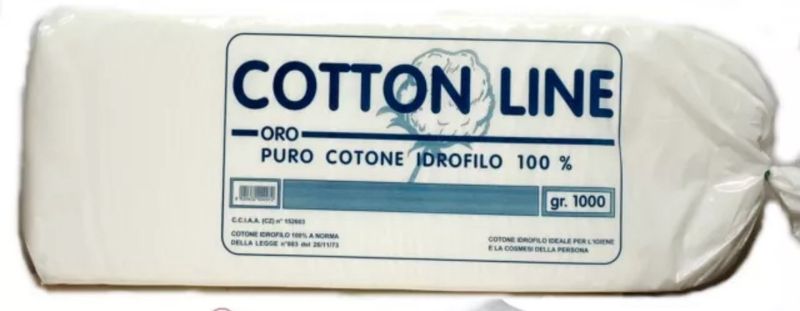 COTTON LINE
ORO
PURO COTONE IDROFILO 100 %
gr. 1000
C.C.I.A.A. (CZ) n° 152603
COTONE IDROFILO 100% A NORMA
DELLA LEGGE n°883 del 26/11/73
COTONE IDROFILO IDEALE PER L'IGIENE
E LA COSMESI DELLA PERSONA